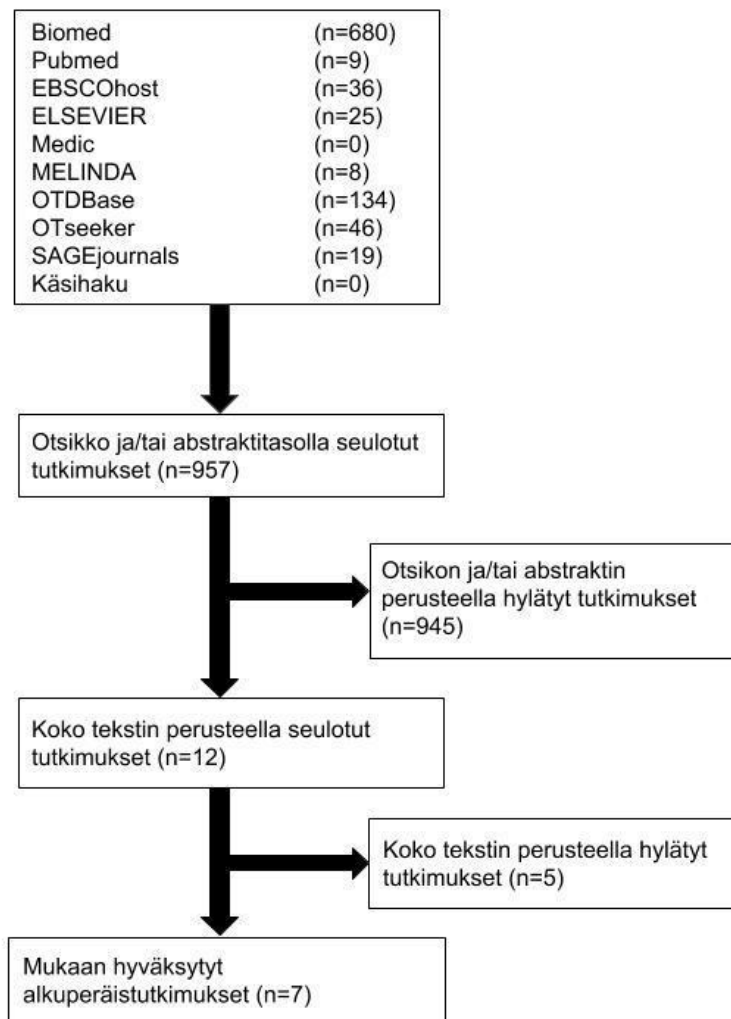 Biomed (n=680)
Pubmed (n=9)
EBSCOhost (n=36)
ELSEVIER (n=25)
Medic (n=0)
MELINDA (n=8)
OTDBase (n=134)
OTseeker (n=46)
SAGEjournals (n=19)
Käsihaku (n=0)
Otsikko ja/tai abstraktitasolla seulotut
tutkimukset (n=957)
Otsikon ja/tai abstraktin
perusteella hylätyt tutkimukset
(n=945)
Koko tekstin perusteella seulotut
tutkimukset (n=12)
Koko tekstin perusteella hylätyt
tutkimukset (n=5)
Mukaan hyväksytyt
alkuperäistutkimukset (n=7)